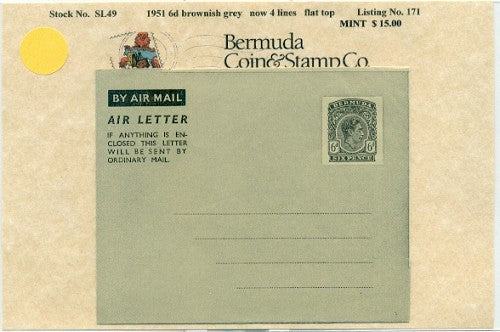 Stock No. SL49 1951 6d brownish grey now 4 lines flat top Listing No. 171
MINT $ 15.00
Bermuda
Coin&Stamp Co.
BY AIR MAIL
AIR LETTER
IF ANYTHING IS EN-
CLOSED THIS LETTER
WILL BE SENT BY
ORDINARY MAIL.
BERMUDA
6d 6d
SIX PENCE